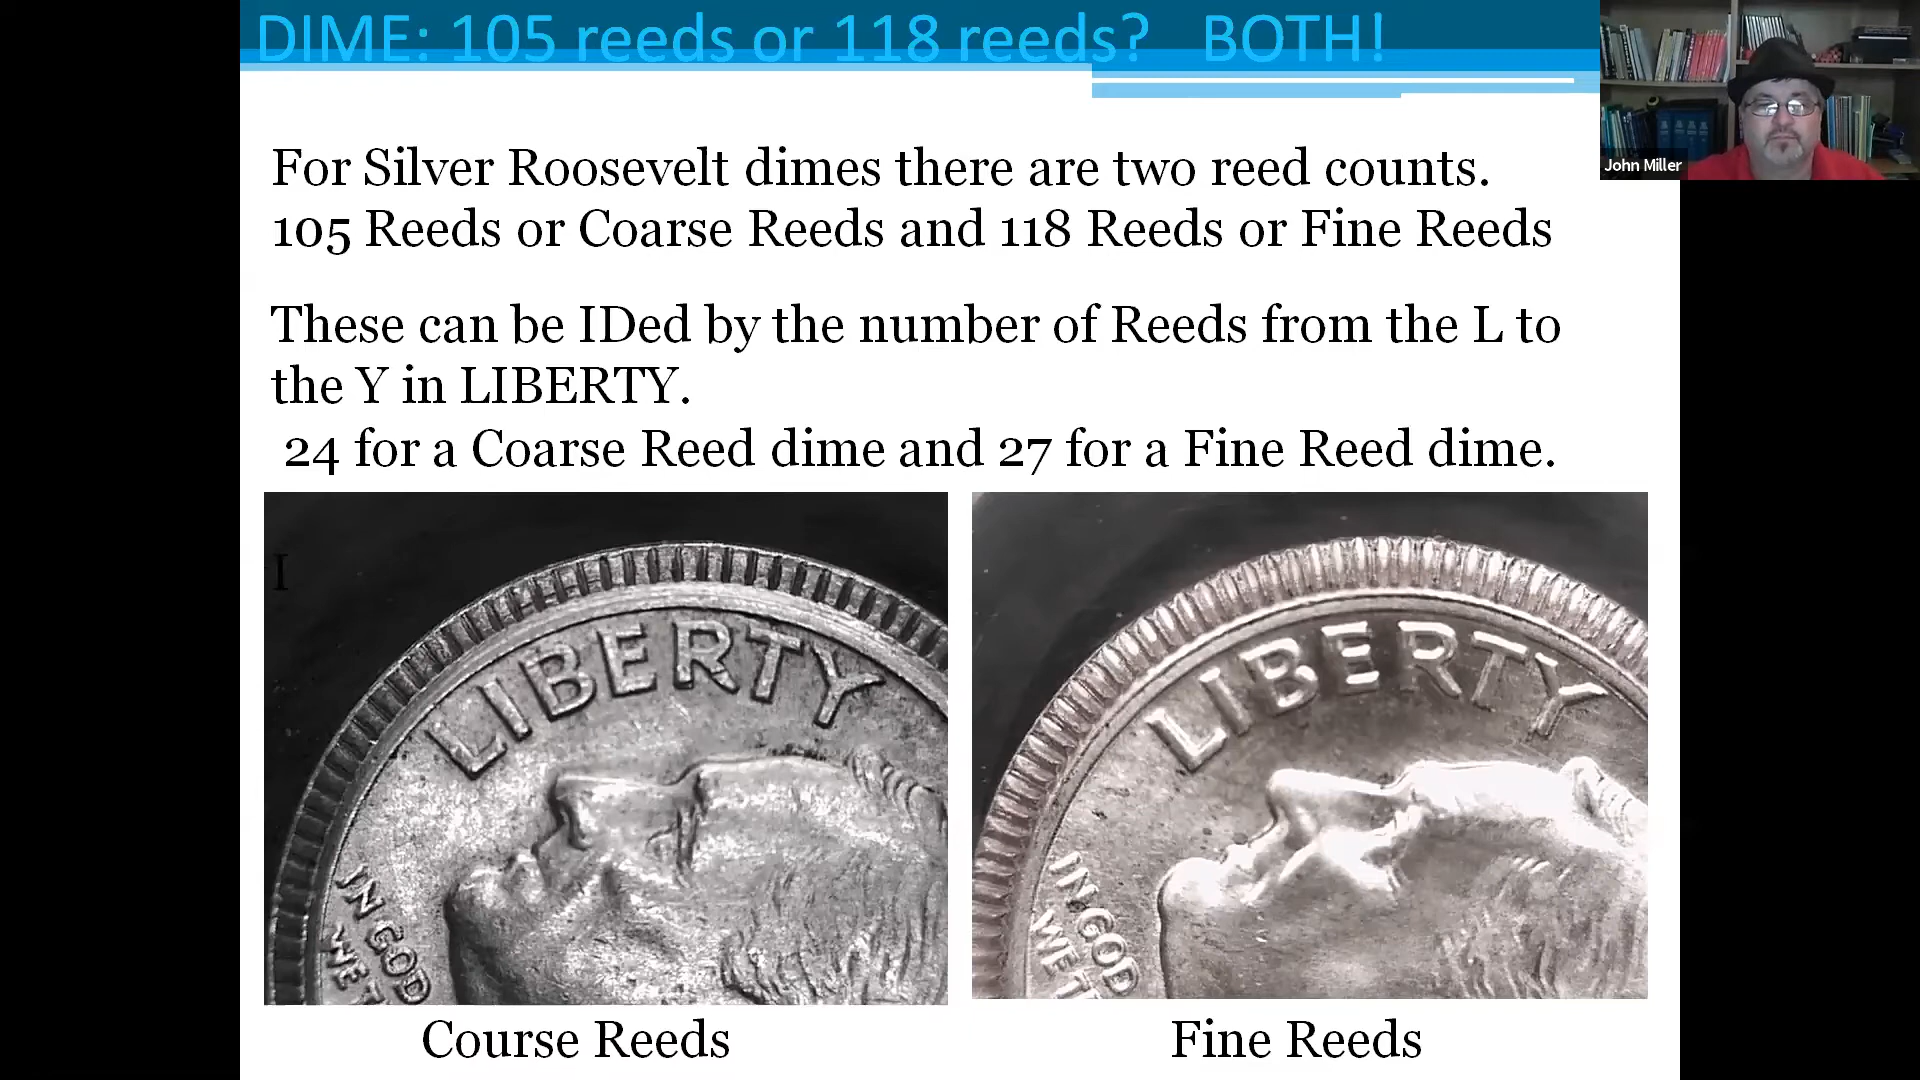 DIME: 105 reeds or 118 reeds? BOTH!
John Miller
For Silver Roosevelt dimes there are two reed counts.
105 Reeds or Coarse Reeds and 118 Reeds or Fine Reeds
These can be IDed by the number of Reeds from the L to
the Y in LIBERTY.
24 for a Coarse Reed dime and 27 for a Fine Reed dime.
I
LIBERTY
IN GOD
WE T
LIBERTY
IN GOD
WE T
Course Reeds
Fine Reeds